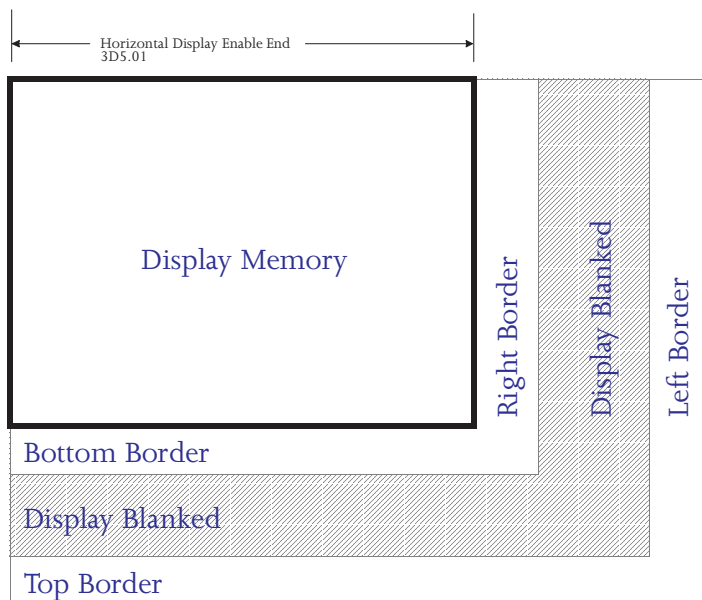 Horizontal Display Enable End
3D5.01
Display Memory
Right Border
Display Blanked
Left Border
Bottom Border
Display Blanked
Top Border